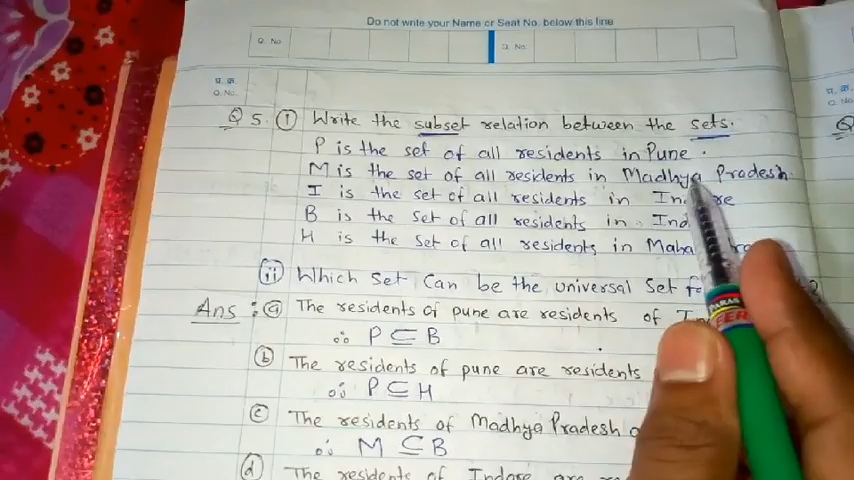 Do not write your Name or Seat No. below this line
Q. No.
Q. No.
प्र. क्र.
Q. No.
Q 5. (i) Write the subset relation between the sets.
P is the set of all residents in Pune.
M is the set of all residents in Madhya Pradesh.
I is the set of all residents in
B is the set of all residents in
H is the set of all residents in
(ii) Which set can be the universal set
Ans : (a) The residents of pune are residents of
∴ P ⊆ B
(b) The residents of pune are residents
∴ P ⊆ H
(c) The residents of Madhya Pradesh
∴ M ⊆ B
(d) The residents of Indore are